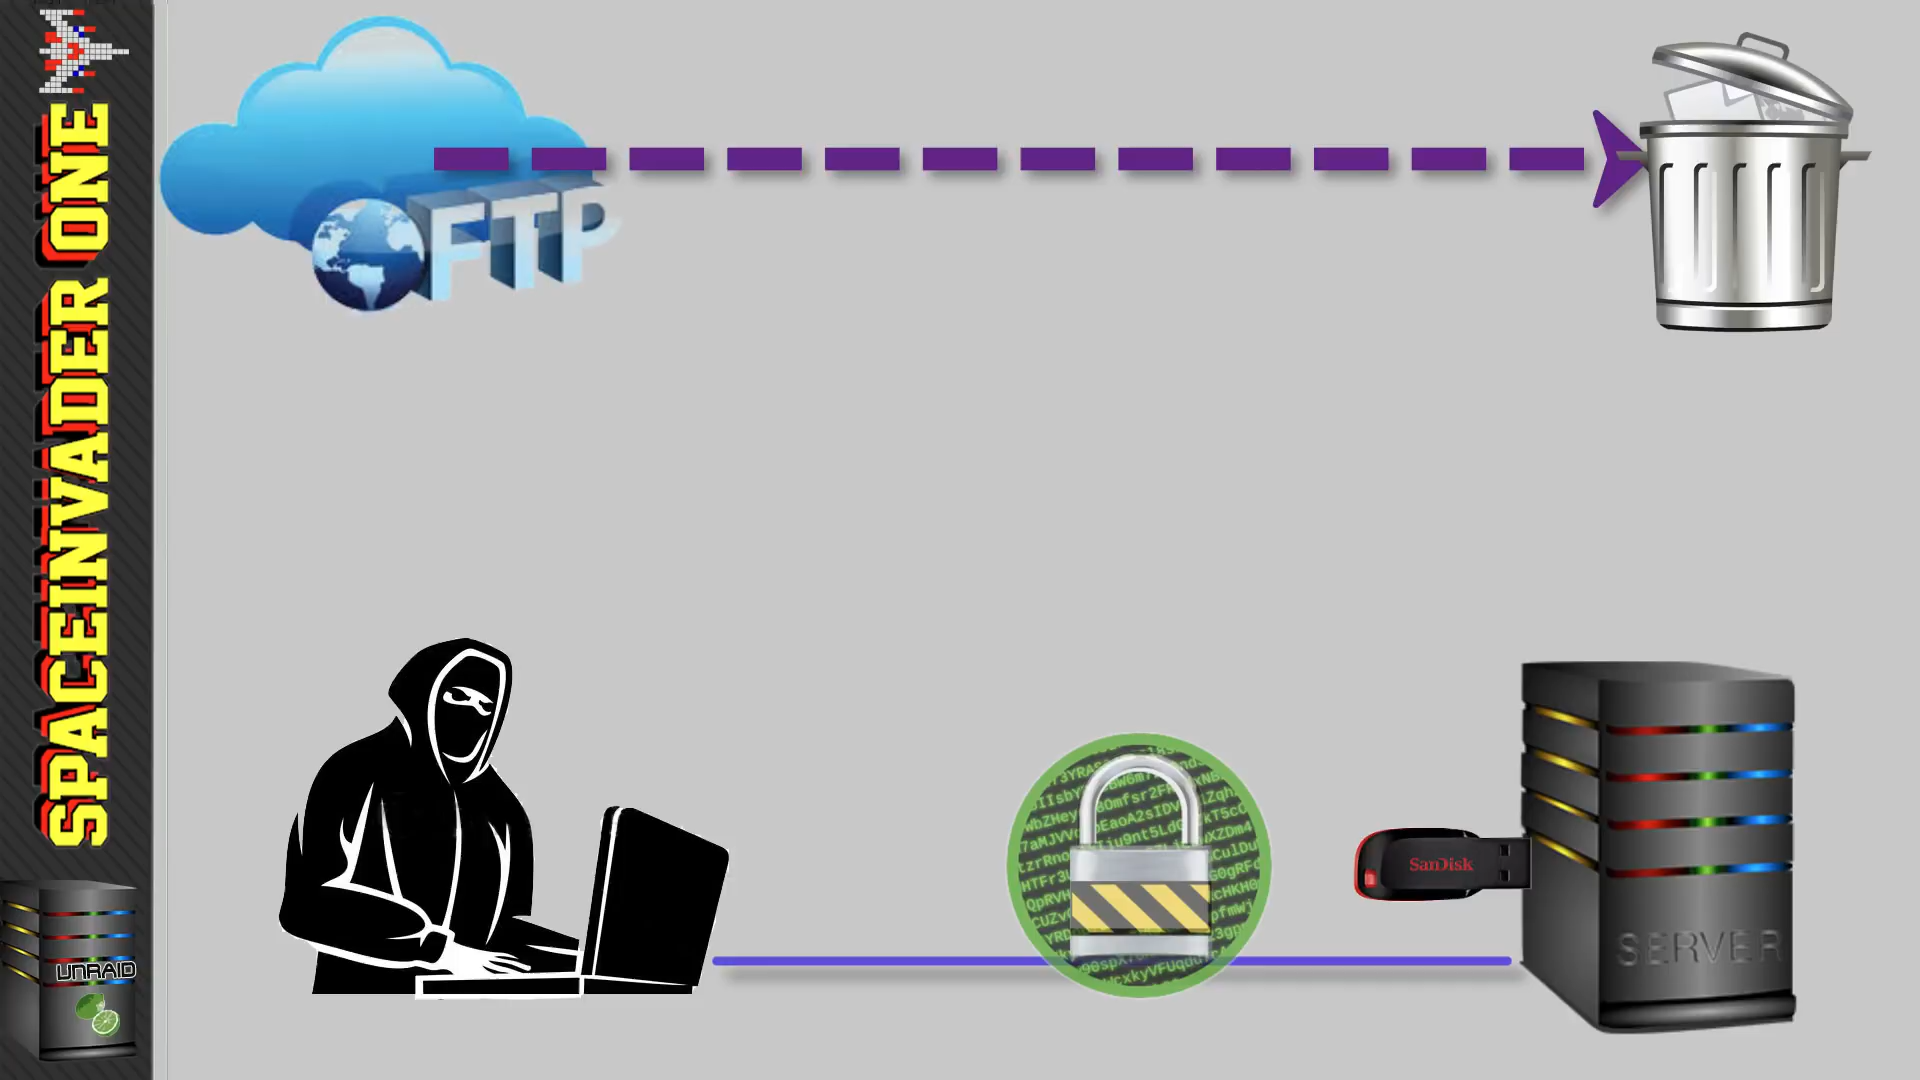 SPACEINVADER ONE
FTP
SanDisk
SERVER
UNRAID